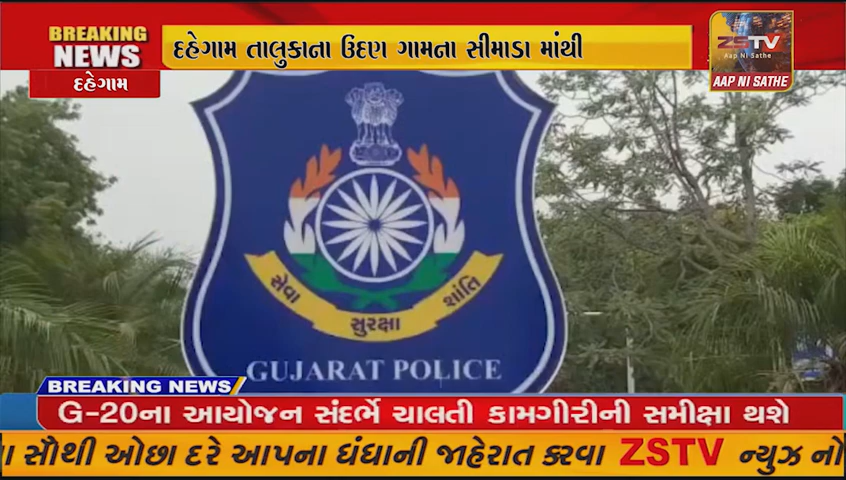 BREAKING NEWS
દહેગામ
દહેગામ તાલુકાના ઉદણ ગામના સીમાડા માંથી
ZSTV
Aap Ni Sathe
AAP NI SATHE
સેવા સુરક્ષા શાંતિ
GUJARAT POLICE
BREAKING NEWS
G-20ના આયોજન સંદર્ભે ચાલતી કામગીરીની સમીક્ષા થશે
સૌથી ઓછા દરે આપના ધંધાની જાહેરાત કરવા ZSTV ન્યુઝ નો